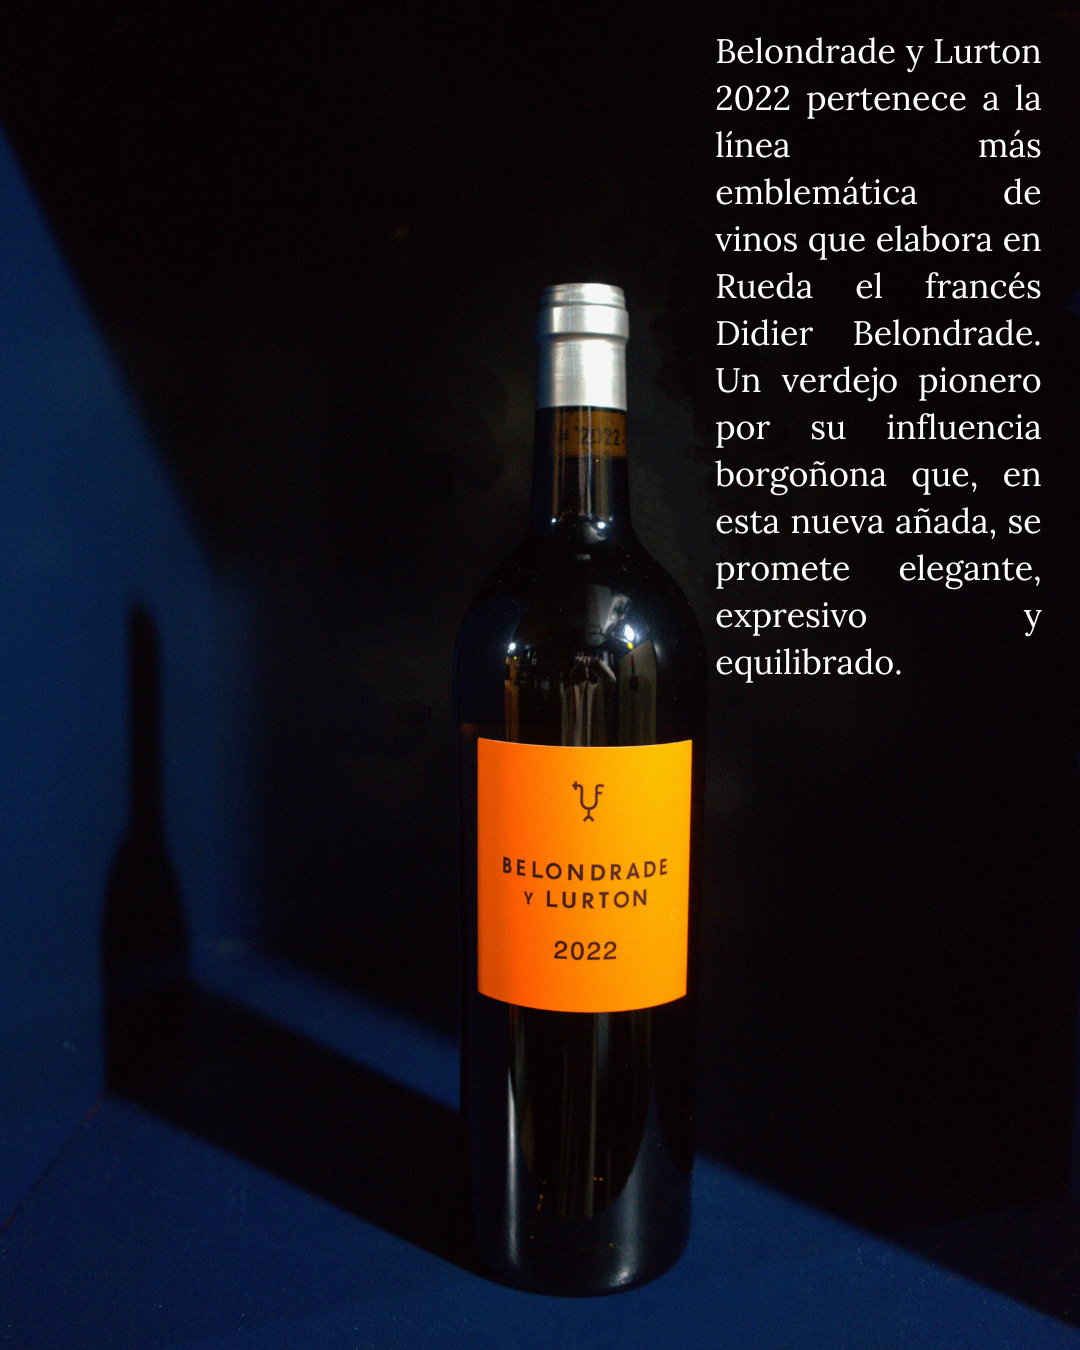 Belondrade y Lurton
2022 pertenece a la
línea más
emblemática de
vinos que elabora en
Rueda el francés
Didier Belondrade.
Un verdejo pionero
por su influencia
borgoñona que, en
esta nueva añada, se
promete elegante,
expresivo y
equilibrado.
2022
BELONDRADE
Y LURTON
2022